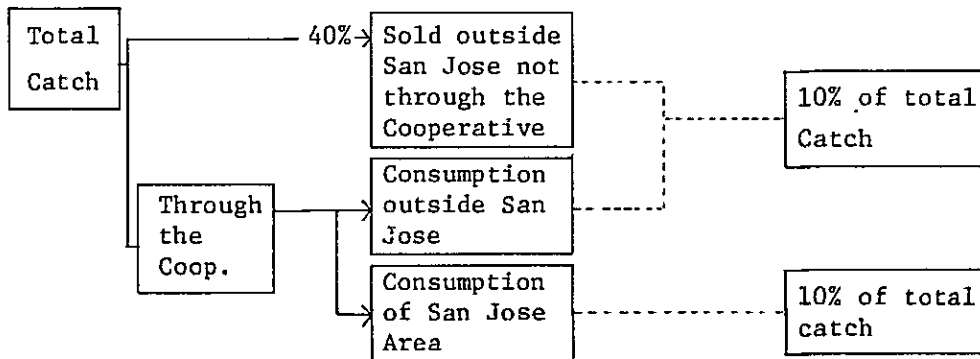 Total
Catch
40%
Sold outside
San Jose not
through the
Cooperative
10% of total
Catch
Through
the
Coop.
Consumption
outside San
Jose
Consumption
of San Jose
Area
10% of total
catch